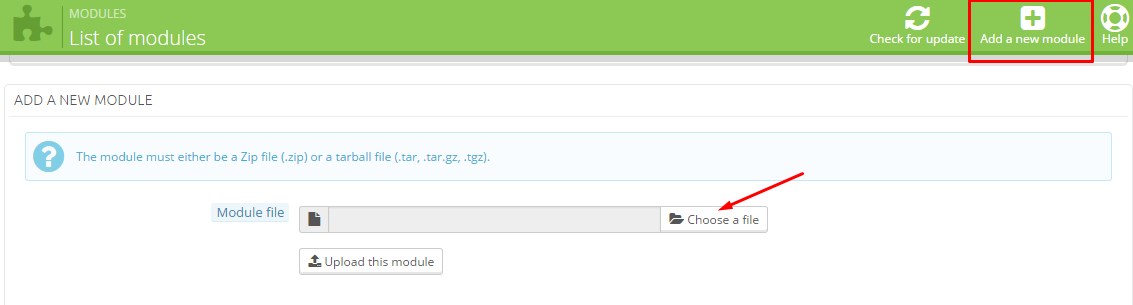 MODULES
List of modules
Check for update
Add a new module
Help
ADD A NEW MODULE
The module must either be a Zip file (.zip) or a tarball file (.tar, .tar.gz, .tgz).
Module file
Choose a file
Upload this module